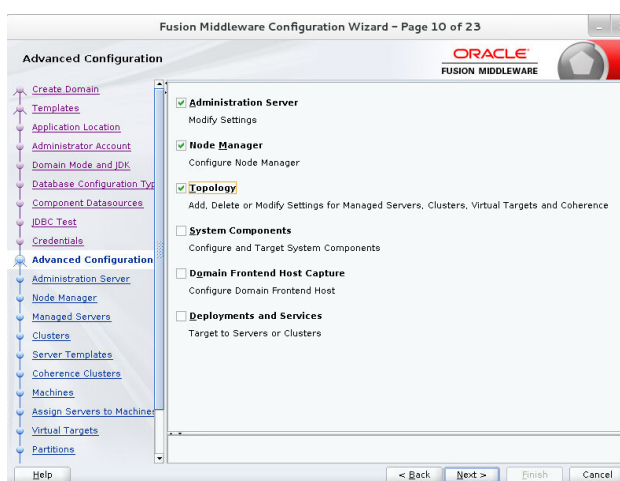 Fusion Middleware Configuration Wizard - Page 10 of 23
Advanced Configuration
ORACLE
FUSION MIDDLEWARE
Create Domain
Templates
Application Location
Administrator Account
Domain Mode and JDK
Database Configuration Typ
Component Datasources
JDBC Test
Credentials
Advanced Configuration
Administration Server
Node Manager
Managed Servers
Clusters
Server Templates
Coherence Clusters
Machines
Assign Servers to Machines
Virtual Targets
Partitions
Administration Server
Modify Settings
Node Manager
Configure Node Manager
Topology
Add, Delete or Modify Settings for Managed Servers, Clusters, Virtual Targets and Coherence
System Components
Configure and Target System Components
Domain Frontend Host Capture
Configure Domain Frontend Host
Deployments and Services
Target to Servers or Clusters
Help
< Back
Next >
Finish
Cancel